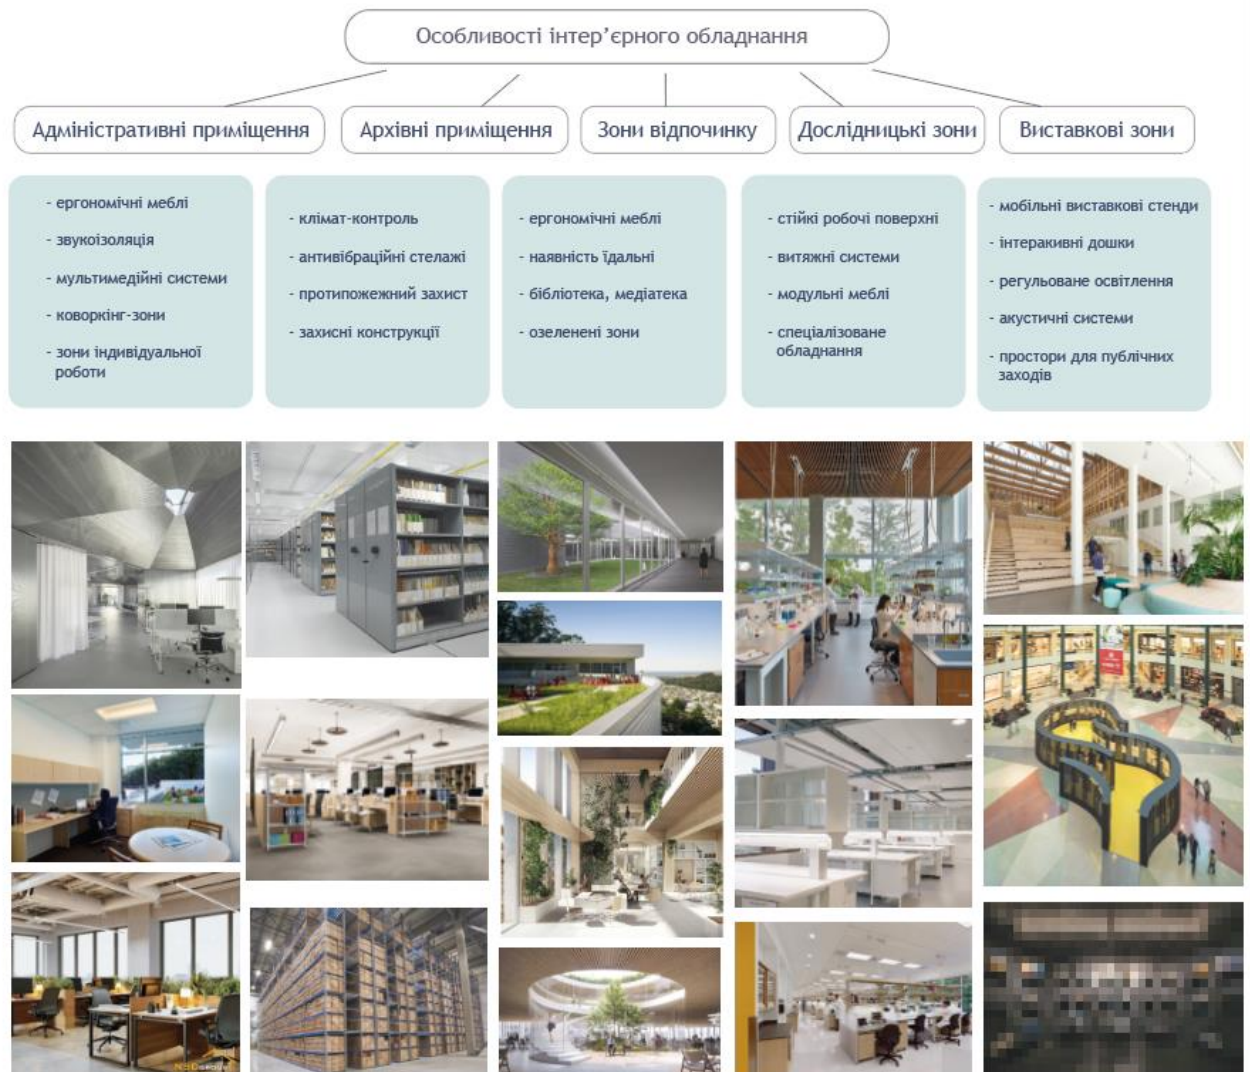 Особливості інтер’єрного обладнання
Адміністративні приміщення
Архівні приміщення
Зони відпочинку
Дослідницькі зони
Виставкові зони
- ергономічні меблі
- звукоізоляція
- мультимедійні системи
- коворкінг-зони
- зони індивідуальної
роботи
- клімат-контроль
- антивібраційні стелажі
- протипожежний захист
- захисні конструкції
- ергономічні меблі
- наявність їдальні
- бібліотека, медіатека
- озеленені зони
- стійкі робочі поверхні
- витяжні системи
- модульні меблі
- спеціалізоване
обладнання
- мобільні виставкові стенди
- інтеракивні дошки
- регульоване освітлення
- акустичні системи
- простори для публічних
заходів